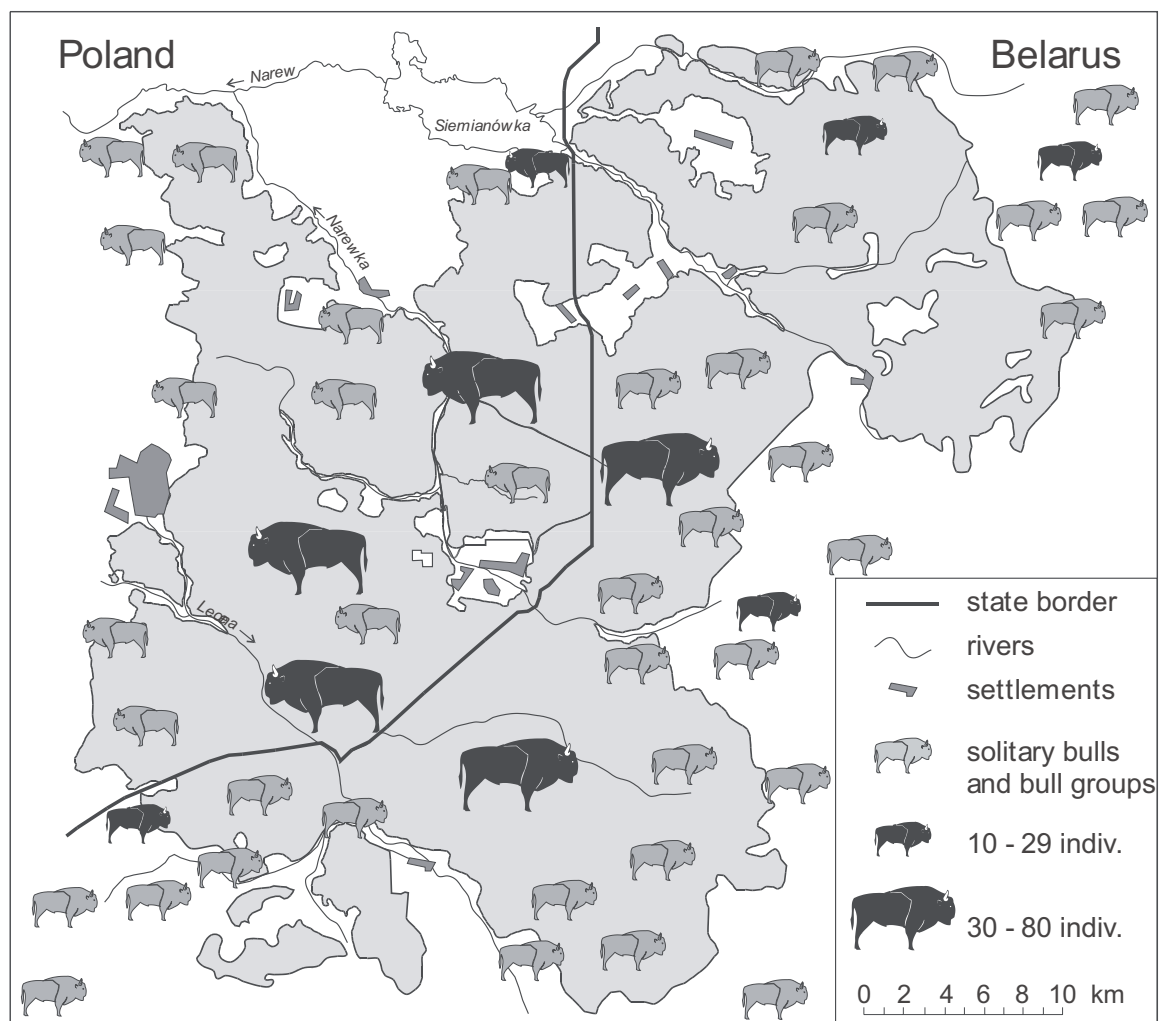 Poland
Belarus
← Narew
Siemianówka
← Narewka
state border
rivers
settlements
solitary bulls
and bull groups
10 - 29 indiv.
30 - 80 indiv.
0 2 4 6 8 10 km